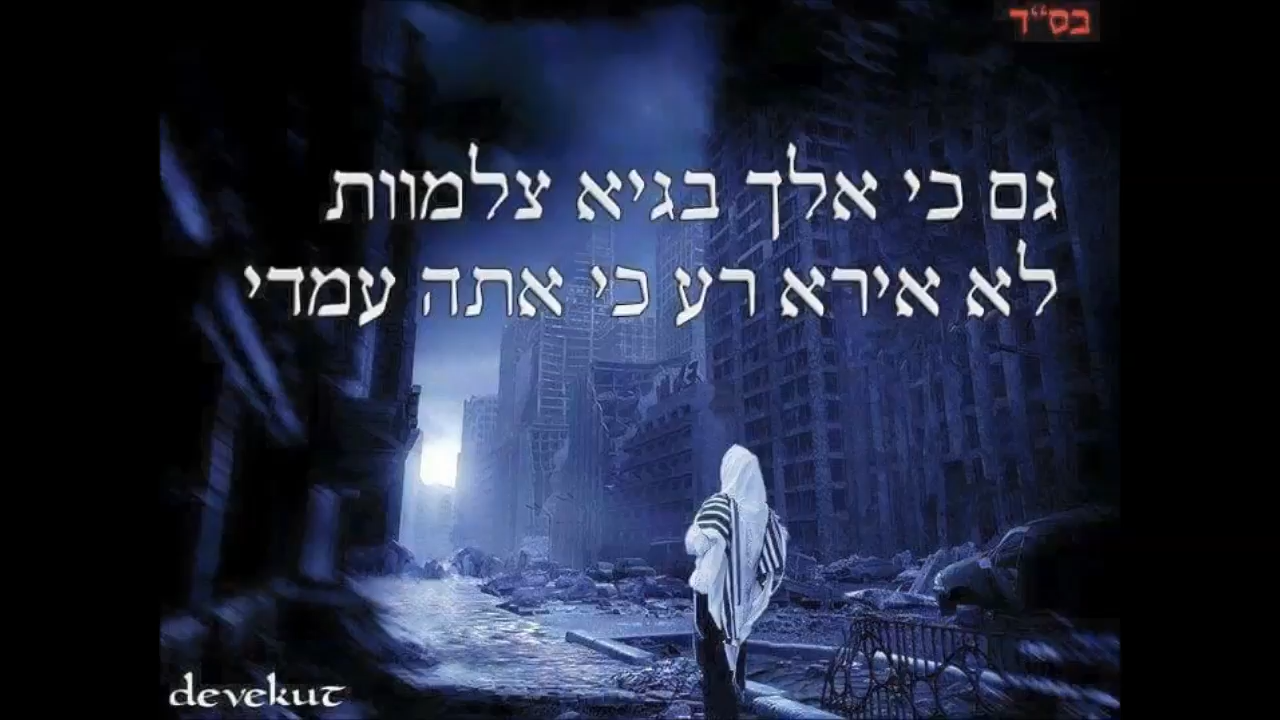 בס"ד
גם כי אלך בגיא צלמוות
לא אירא רע כי אתה עמדי
devekut